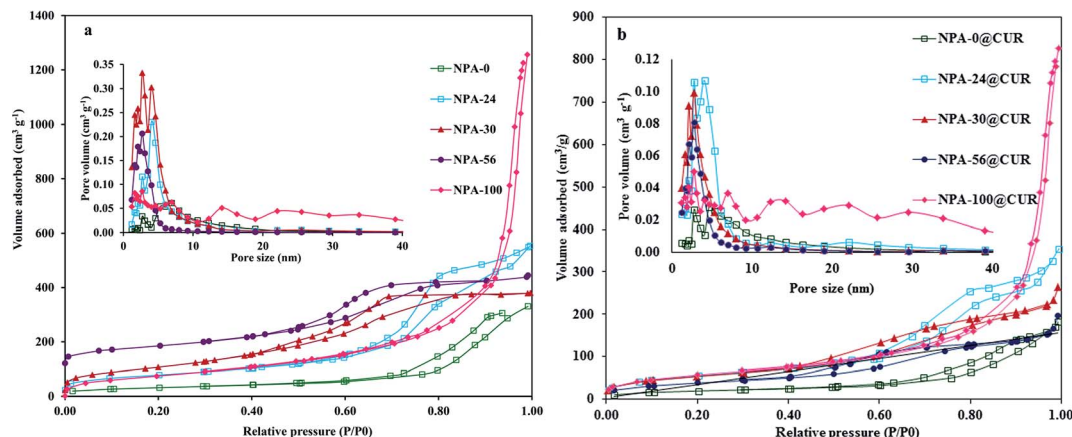 a
Volume adsorbed (cm³ g⁻¹)
1400
1200
1000
800
600
400
200
0
0.00 0.20 0.40 0.60 0.80 1.00
Relative pressure (P/P0)
Pore volume (cm³ g⁻¹)
0.35
0.30
0.25
0.20
0.15
0.10
0.05
0.00
0 10 20 30 40
Pore size (nm)
NPA-0
NPA-24
NPA-30
NPA-56
NPA-100
b
Volume adsorbed (cm³/g)
900
800
700
600
500
400
300
200
100
0
0.00 0.20 0.40 0.60 0.80 1.00
Relative pressure (P/P0)
Pore volume (cm³ g⁻¹)
0.12
0.10
0.08
0.06
0.04
0.02
0.00
0 10 20 30 40
Pore size (nm)
NPA-0@CUR
NPA-24@CUR
NPA-30@CUR
NPA-56@CUR
NPA-100@CUR